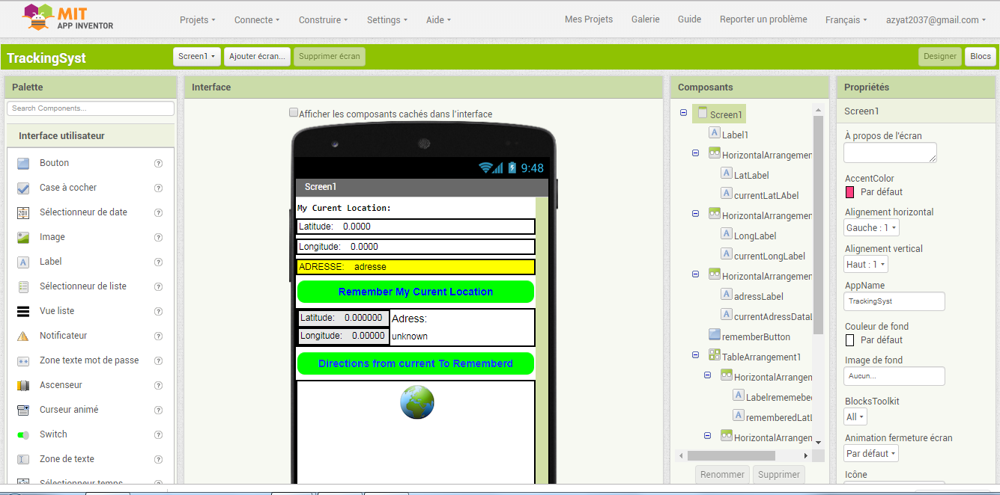 MIT
APP INVENTOR
Projets
Connecte
Construire
Settings
Aide
Mes Projets
Galerie
Guide
Reporter un problème
Français
azyat2037@gmail.com
TrackingSyst
Screen1
Ajouter écran...
Supprimer écran
Designer
Blocs
Palette
Search Components...
Interface utilisateur
Bouton
Case à cocher
Sélectionneur de date
Image
Label
Sélectionneur de liste
Vue liste
Notificateur
Zone texte mot de passe
Ascenseur
Curseur animé
Switch
Zone de texte
Sélectionneur temps
Interface
Afficher les composants cachés dans l'interface
9:48
Screen1
My Curent Location:
Latitude: 0.0000
Longitude: 0.0000
ADRESSE: adresse
Remember My Curent Location
Latitude: 0.000000
Adress:
Longitude: 0.00000
unknown
Directions from current To Rememberd
Composants
Screen1
Label1
HorizontalArrangemen
LatLabel
currentLatLAbel
HorizontalArrangemen
LongLabel
currentLongLabel
HorizontalArrangemen
adressLabel
currentAdressDataL
rememberButton
TableArrangement1
HorizontalArrangen
Labelrememebe
rememberedLatL
HorizontalArrangen
Renommer
Supprimer
Propriétés
Screen1
À propos de l'écran
AccentColor
Par défaut
Alignement horizontal
Gauche : 1
Alignement vertical
Haut : 1
AppName
TrackingSyst
Couleur de fond
Par défaut
Image de fond
Aucun...
BlocksToolkit
All
Animation fermeture écran
Par défaut
Icône